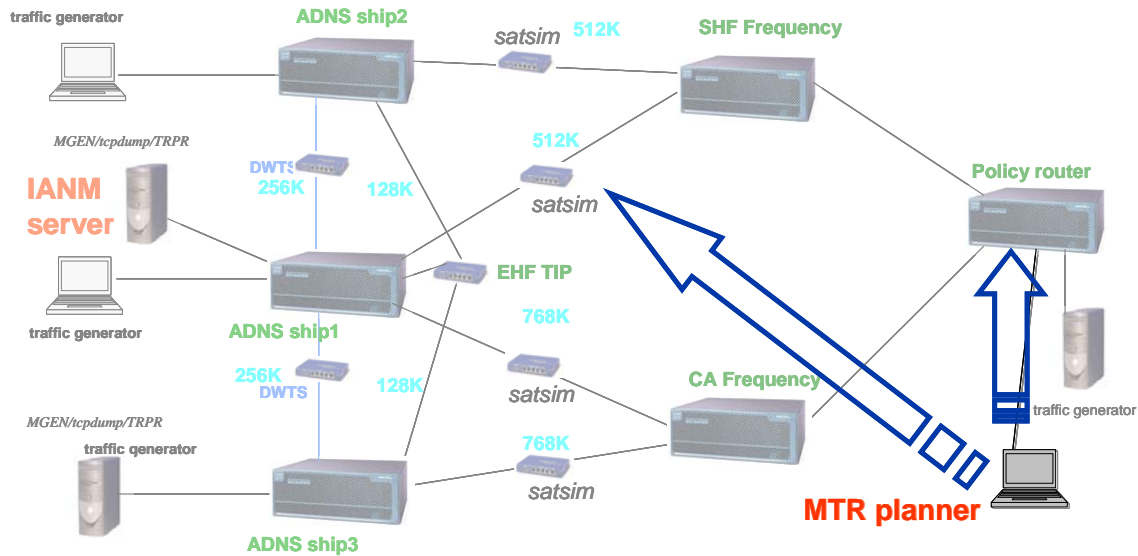 traffic generator
ADNS ship2
satsim
512K
SHF Frequency
MGEN/tcpdump/TRPR
DWTS
256K
128K
512K
satsim
Policy router
IANM
server
EHF TIP
traffic generator
ADNS ship1
768K
256K
DWTS
128K
satsim
CA Frequency
traffic generator
MGEN/tcpdump/TRPR
traffic generator
768K
satsim
MTR planner
ADNS ship3